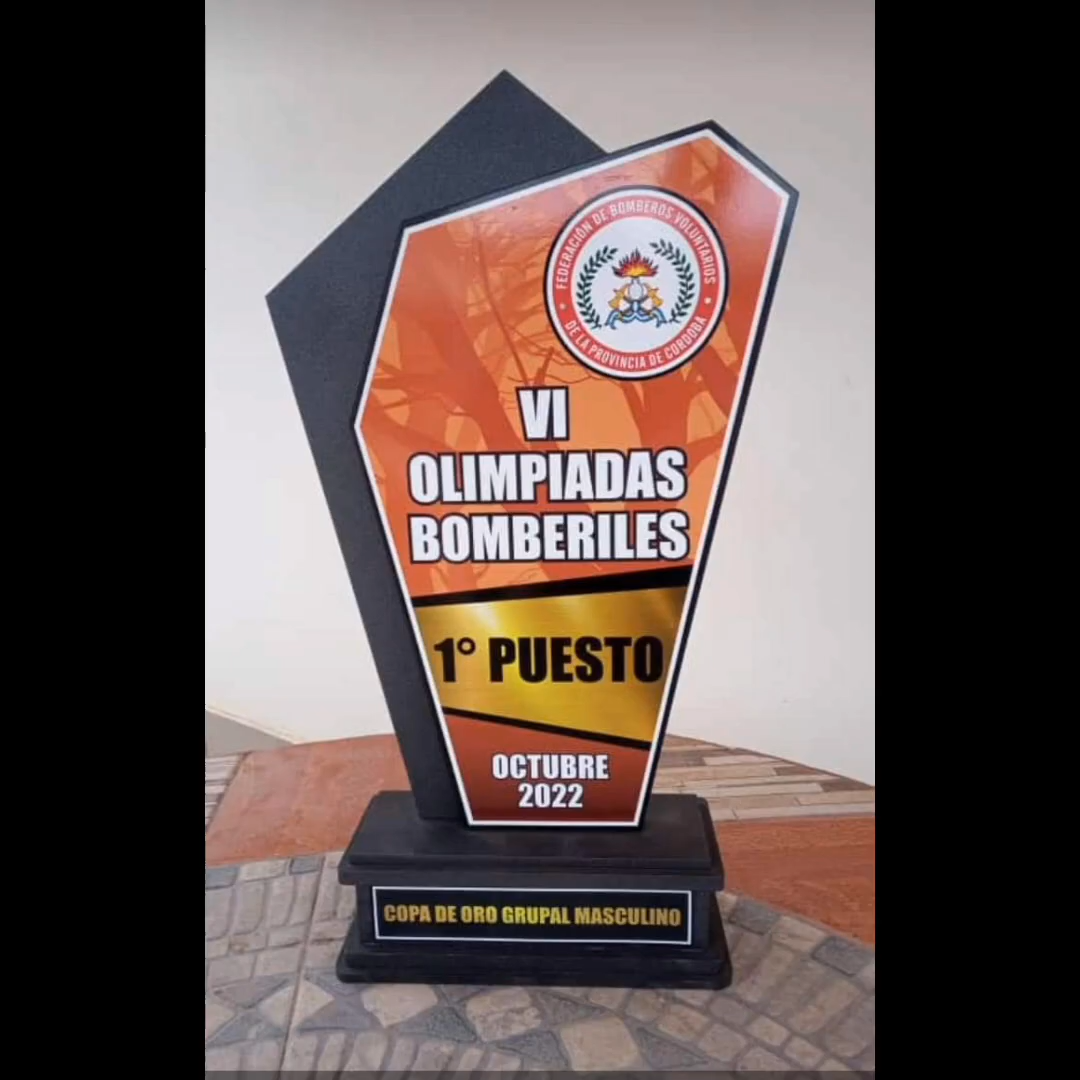 FEDERACIÓN DE BOMBEROS VOLUNTARIOS
DE LA PROVINCIA DE CORDOBA
VI
OLIMPIADAS
BOMBERILES
1° PUESTO
OCTUBRE
2022
COPA DE ORO GRUPAL MASCULINO